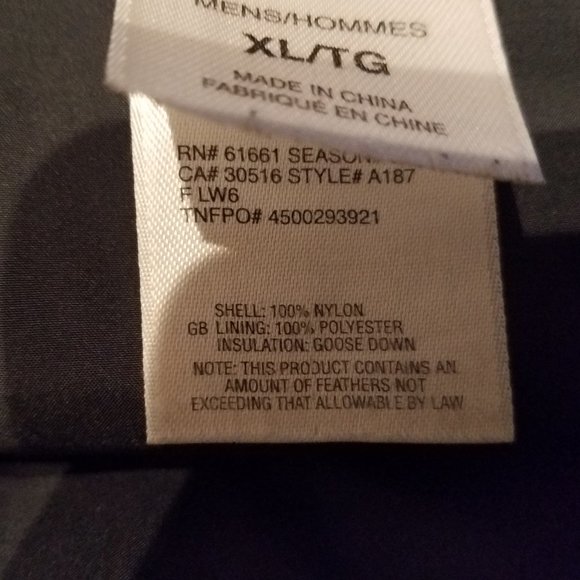 MENS/HOMMES
XL/TG
MADE IN CHINA
FABRIQUÉ EN CHINE
RN# 61661 SEASON
CA# 30516 STYLE# A187
F LW6
TNFPO# 4500293921
SHELL: 100% NYLON
GB LINING: 100% POLYESTER
INSULATION: GOOSE DOWN
NOTE: THIS PRODUCT CONTAINS AN
AMOUNT OF FEATHERS NOT
EXCEEDING THAT ALLOWABLE BY LAW